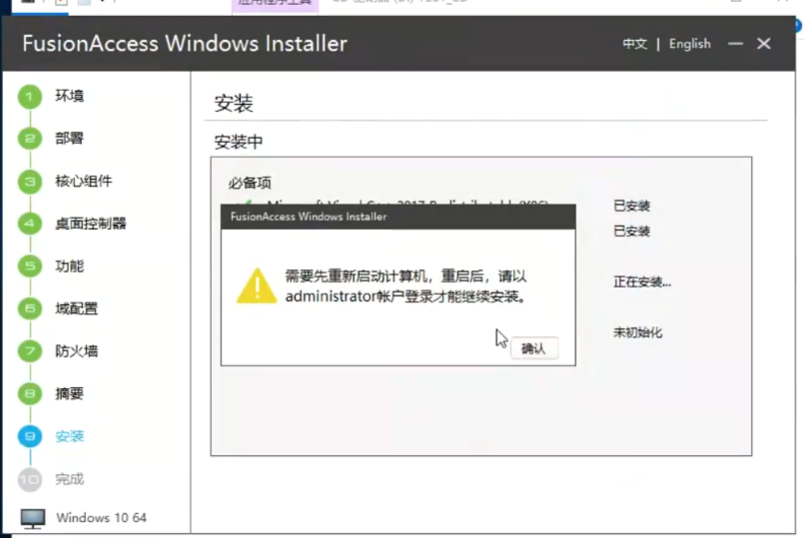 FusionAccess Windows Installer
中文 | English
1 环境
2 部署
3 核心组件
4 桌面控制器
5 功能
6 域配置
7 防火墙
8 摘要
9 安装
10 完成
Windows 10 64
安装
安装中
必备项
已安装
已安装
正在安装...
未初始化
FusionAccess Windows Installer
需要先重新启动计算机，重启后，请以
administrator帐户登录才能继续安装。
确认